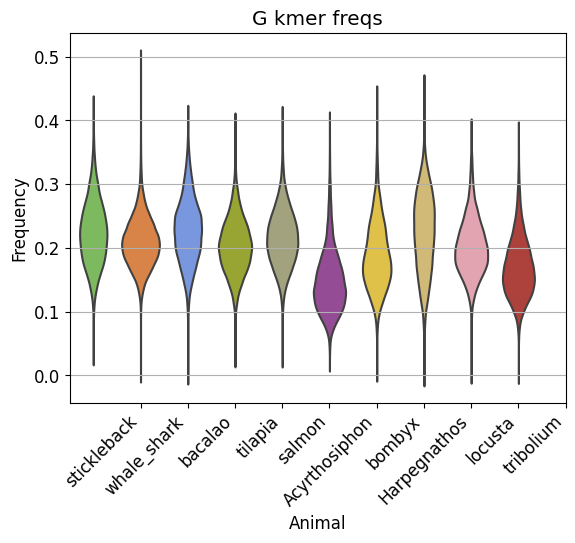 G kmer freqs
Frequency
0.5
0.4
0.3
0.2
0.1
0.0
stickleback
whale_shark
bacalao
tilapia
salmon
Acyrthosiphon
bombyx
Harpegnathos
locusta
tribolium
Animal